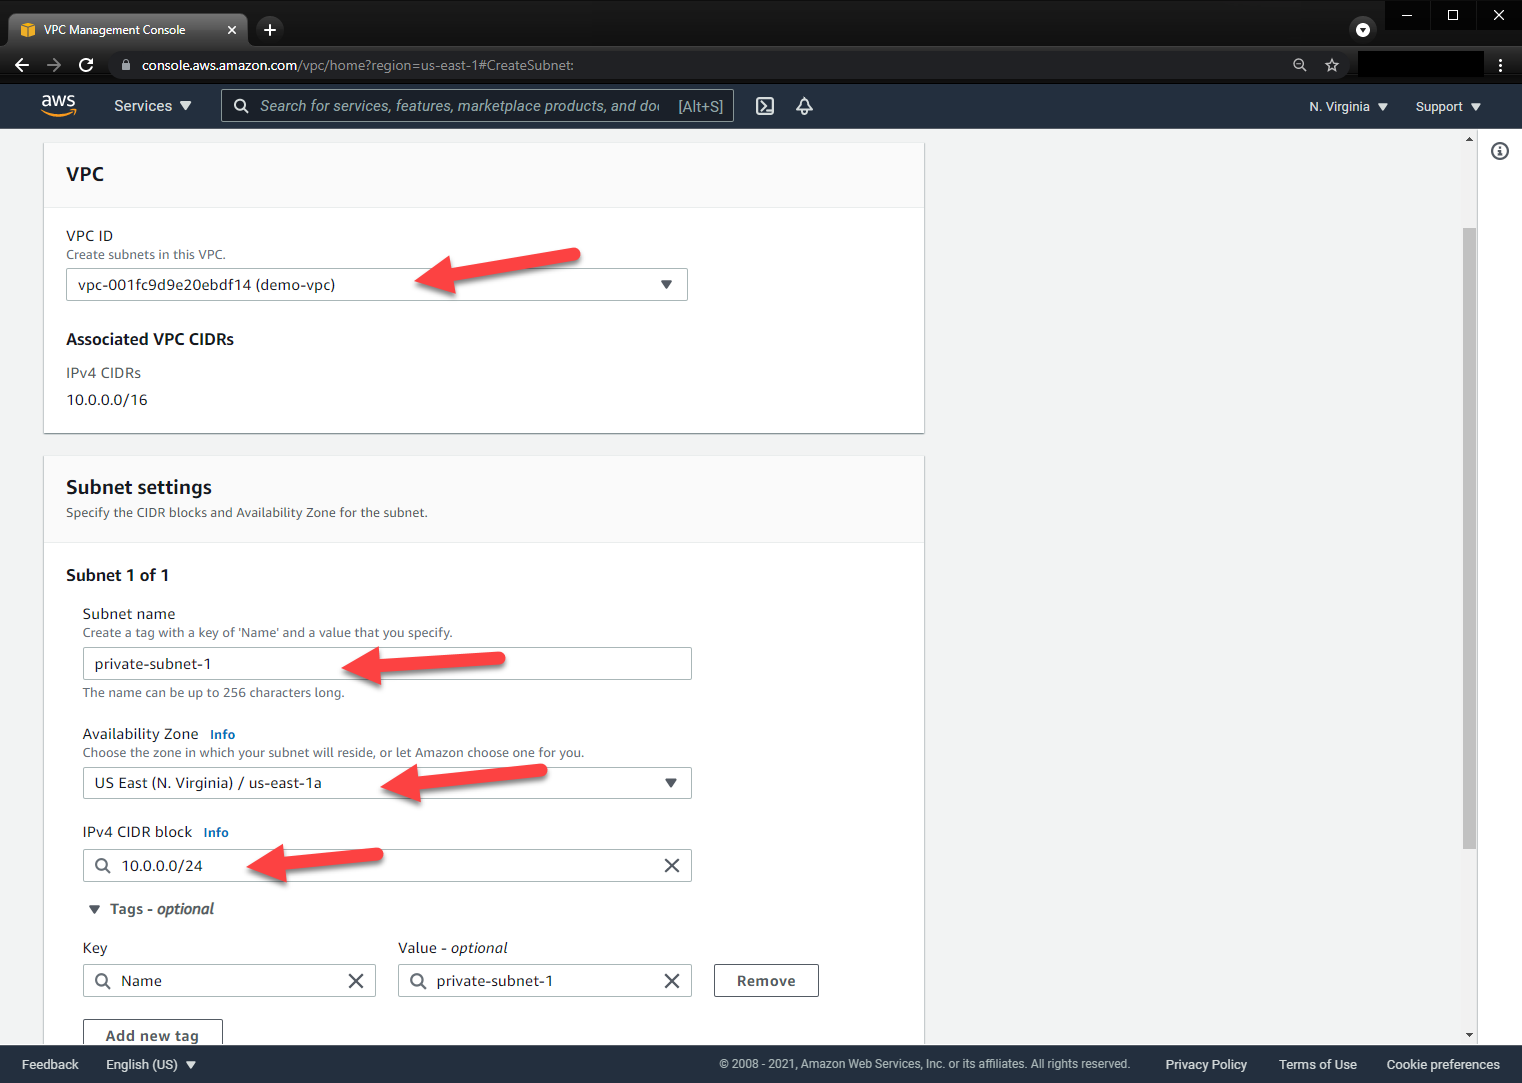 VPC Management Console
console.aws.amazon.com/vpc/home?region=us-east-1#CreateSubnet:
aws
Services
Search for services, features, marketplace products, and doc
[Alt+S]
N. Virginia
Support
VPC
VPC ID
Create subnets in this VPC.
vpc-001fc9d9e20ebdf14 (demo-vpc)
Associated VPC CIDRs
IPv4 CIDRs
10.0.0.0/16
Subnet settings
Specify the CIDR blocks and Availability Zone for the subnet.
Subnet 1 of 1
Subnet name
Create a tag with a key of 'Name' and a value that you specify.
private-subnet-1
The name can be up to 256 characters long.
Availability Zone Info
Choose the zone in which your subnet will reside, or let Amazon choose one for you.
US East (N. Virginia) / us-east-1a
IPv4 CIDR block Info
10.0.0.0/24
Tags - optional
Key
Value - optional
Name
private-subnet-1
Remove
Add new tag
Feedback
English (US)
© 2008 - 2021, Amazon Web Services, Inc. or its affiliates. All rights reserved.
Privacy Policy
Terms of Use
Cookie preferences